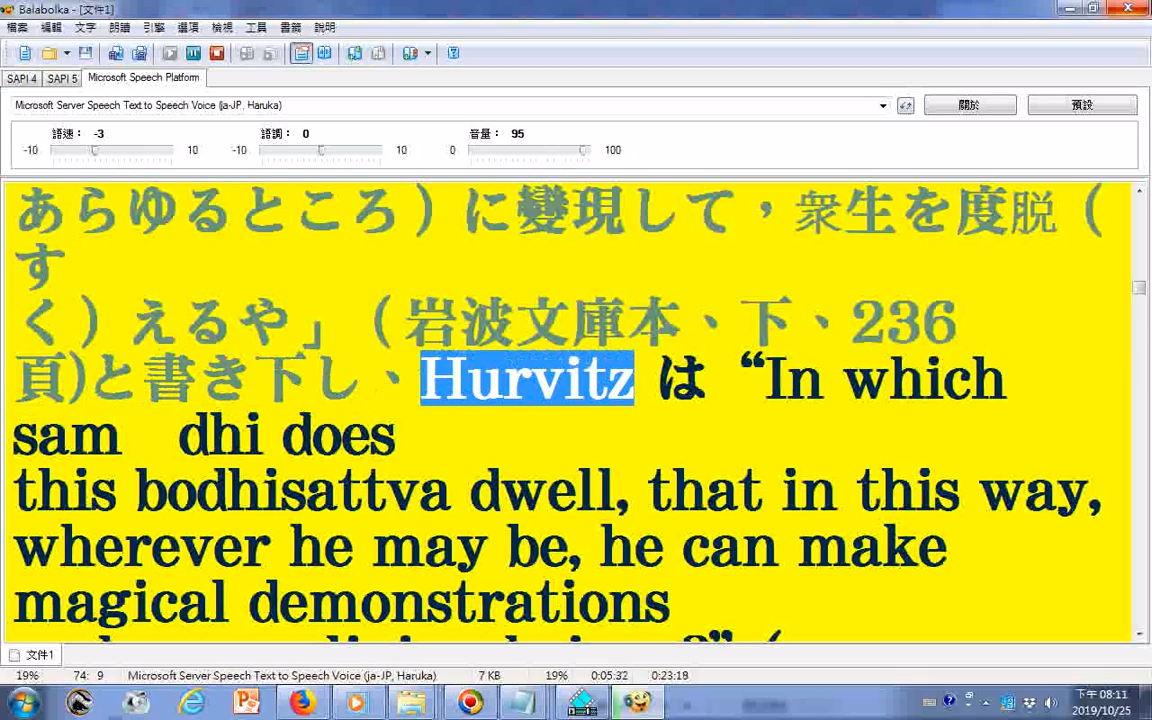 Balabolka - [文件1]
檔案 編輯 文字 朗讀 引擎 選項 檢視 工具 書籤 說明
SAPI 4 SAPI 5 Microsoft Speech Platform
Microsoft Server Speech Text to Speech Voice (ja-JP, Haruka) 關於 預設
語速： -3 語調： 0 音量： 95
-10 10 -10 10 0 100
あらゆるところ）に變現して，衆生を度脱（
す
く）えるや」（岩波文庫本、下、236
頁)と書き下し、Hurvitz は “In which
sam dhi does
this bodhisattva dwell, that in this way,
wherever he may be, he can make
magical demonstrations
文件1
19% 74: 9 Microsoft Server Speech Text to Speech Voice (ja-JP, Haruka) 7 KB 19% 0:05:32 0:23:18
下午 08:11
2019/10/25